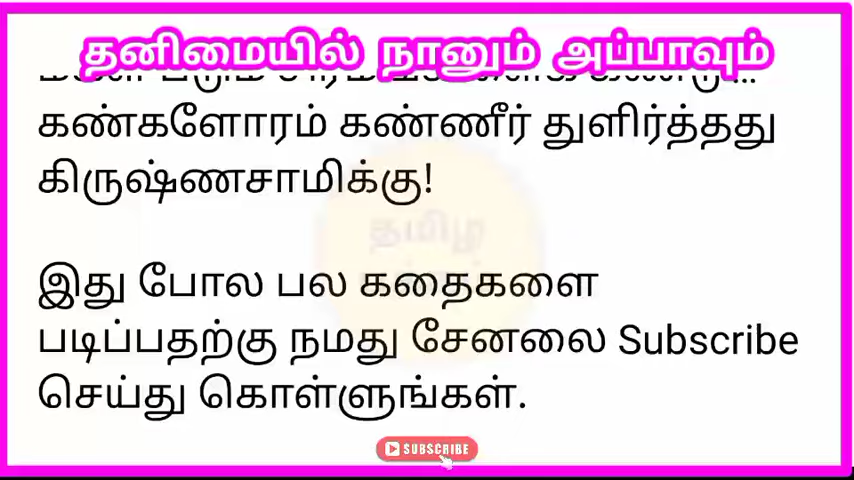 தனிமையில் நானும் அப்பாவும்
கண்களோரம் கண்ணீர் துளிர்த்தது
கிருஷ்ணசாமிக்கு!
இது போல பல கதைகளை
படிப்பதற்கு நமது சேனலை Subscribe
செய்து கொள்ளுங்கள்.
SUBSCRIBE